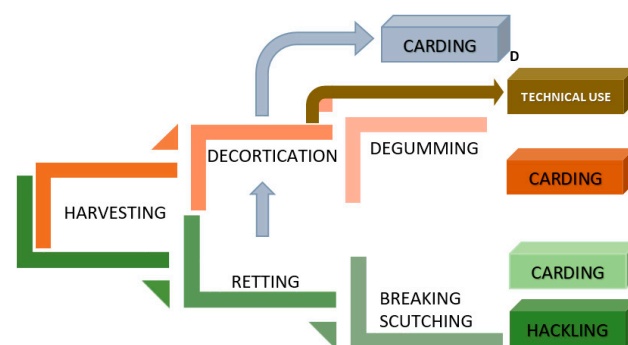 CARDING
D
TECHNICAL USE
DECORTICATION
DEGUMMING
CARDING
HARVESTING
CARDING
RETTING
BREAKING
SCUTCHING
HACKLING